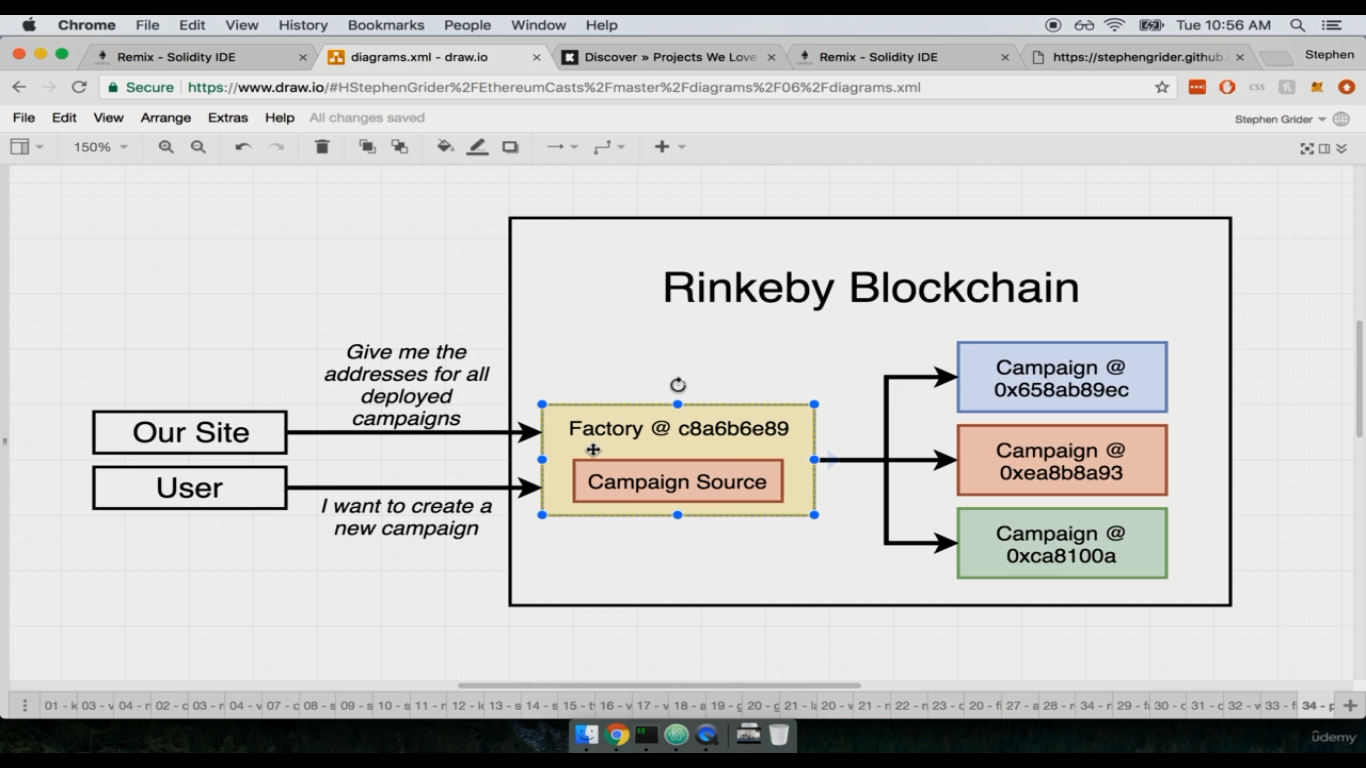 Chrome File Edit View History Bookmarks People Window Help Tue 10:56 AM
Remix - Solidity IDE diagrams.xml - draw.io Discover » Projects We Love Remix - Solidity IDE https://stephengrider.github. Stephen
Secure https://www.draw.io/#HStephenGrider%2FEthereumCasts%2Fmaster%2Fdiagrams%2F06%2Fdiagrams.xml CSS
File Edit View Arrange Extras Help All changes saved Stephen Grider
150%
Rinkeby Blockchain
Give me the
addresses for all
deployed
campaigns
Our Site
User
I want to create a
new campaign
Factory @ c8a6b6e89
Campaign Source
Campaign @
0x658ab89ec
Campaign @
0xea8b8a93
Campaign @
0xca8100a
01 - k 03 - v 04 - n 02 - c 03 - r 04 - v 07 - c 08 - s 09 - s 10 - s 11 - r 12 - l 13 - s 14 - r 15 - t 16 - v 17 - v 18 - a 19 - g 20 - g 21 - l 20 - v 21 - n 22 - r 23 - c 20 - f 27 - a 28 - r 34 - r 29 - f 30 - c 31 - c 32 - v 33 - f 34 - p
ûdemy